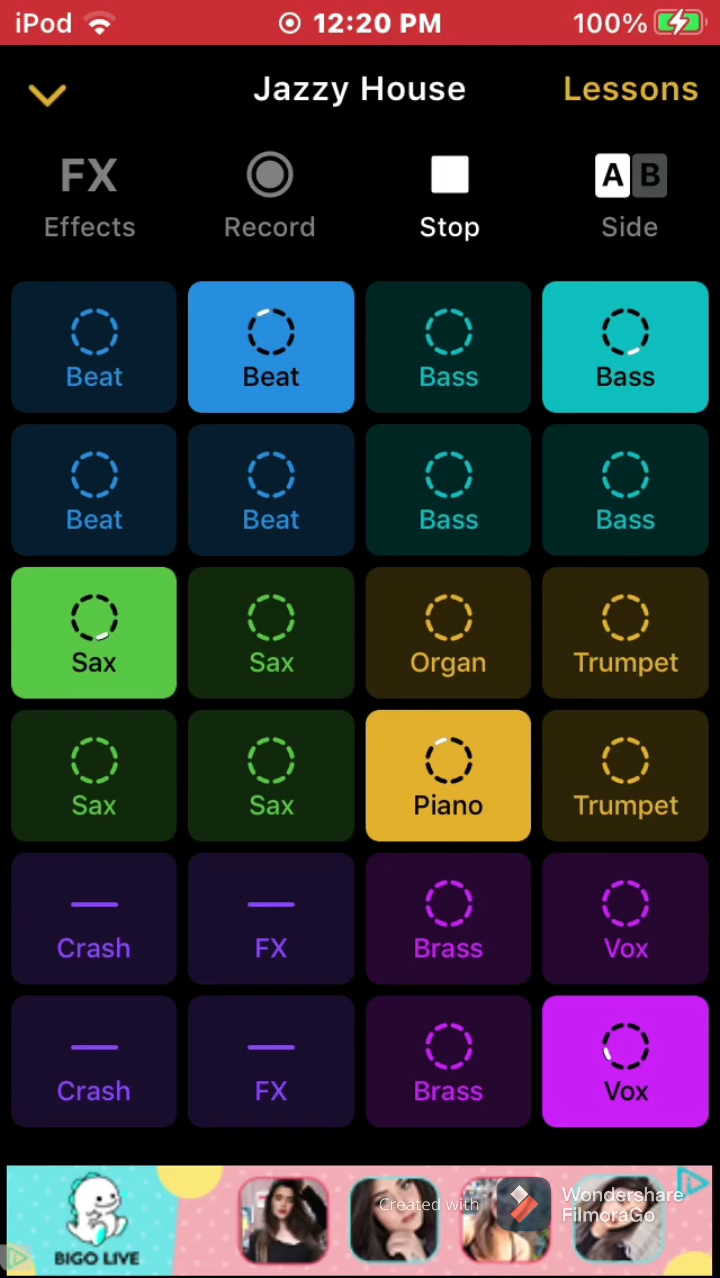 iPod 12:20 PM 100%
Jazzy House Lessons
FX A B
Effects Record Stop Side
Beat Beat Bass Bass
Beat Beat Bass Bass
Sax Sax Organ Trumpet
Sax Sax Piano Trumpet
Crash FX Brass Vox
Crash FX Brass Vox
BIGO LIVE
Created with
Wondershare
FilmoraGo